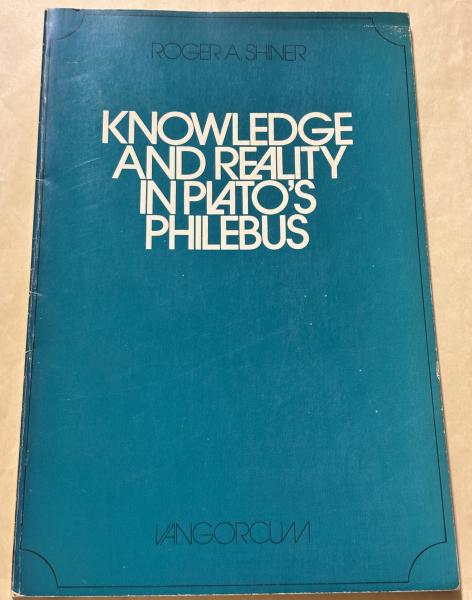 ROGER A. SHINER
KNOWLEDGE
AND REALITY
IN PLATO'S
PHILEBUS
VANGORCUM